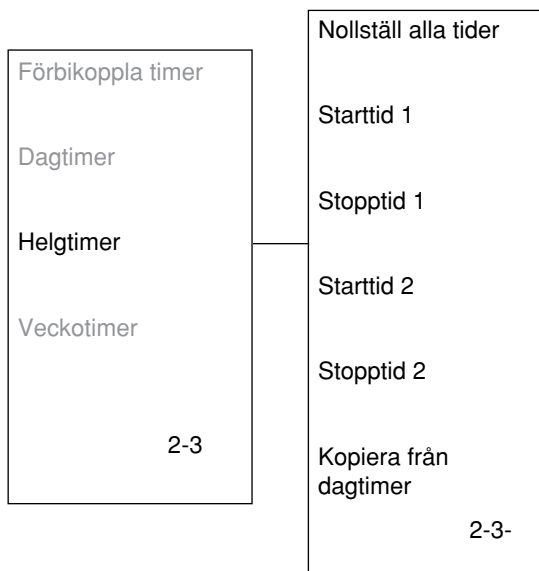 Förbikoppla timer
Dagtimer
Helgtimer
Veckotimer
2-3
Nollställ alla tider
Starttid 1
Stopptid 1
Starttid 2
Stopptid 2
Kopiera från
dagtimer
2-3-